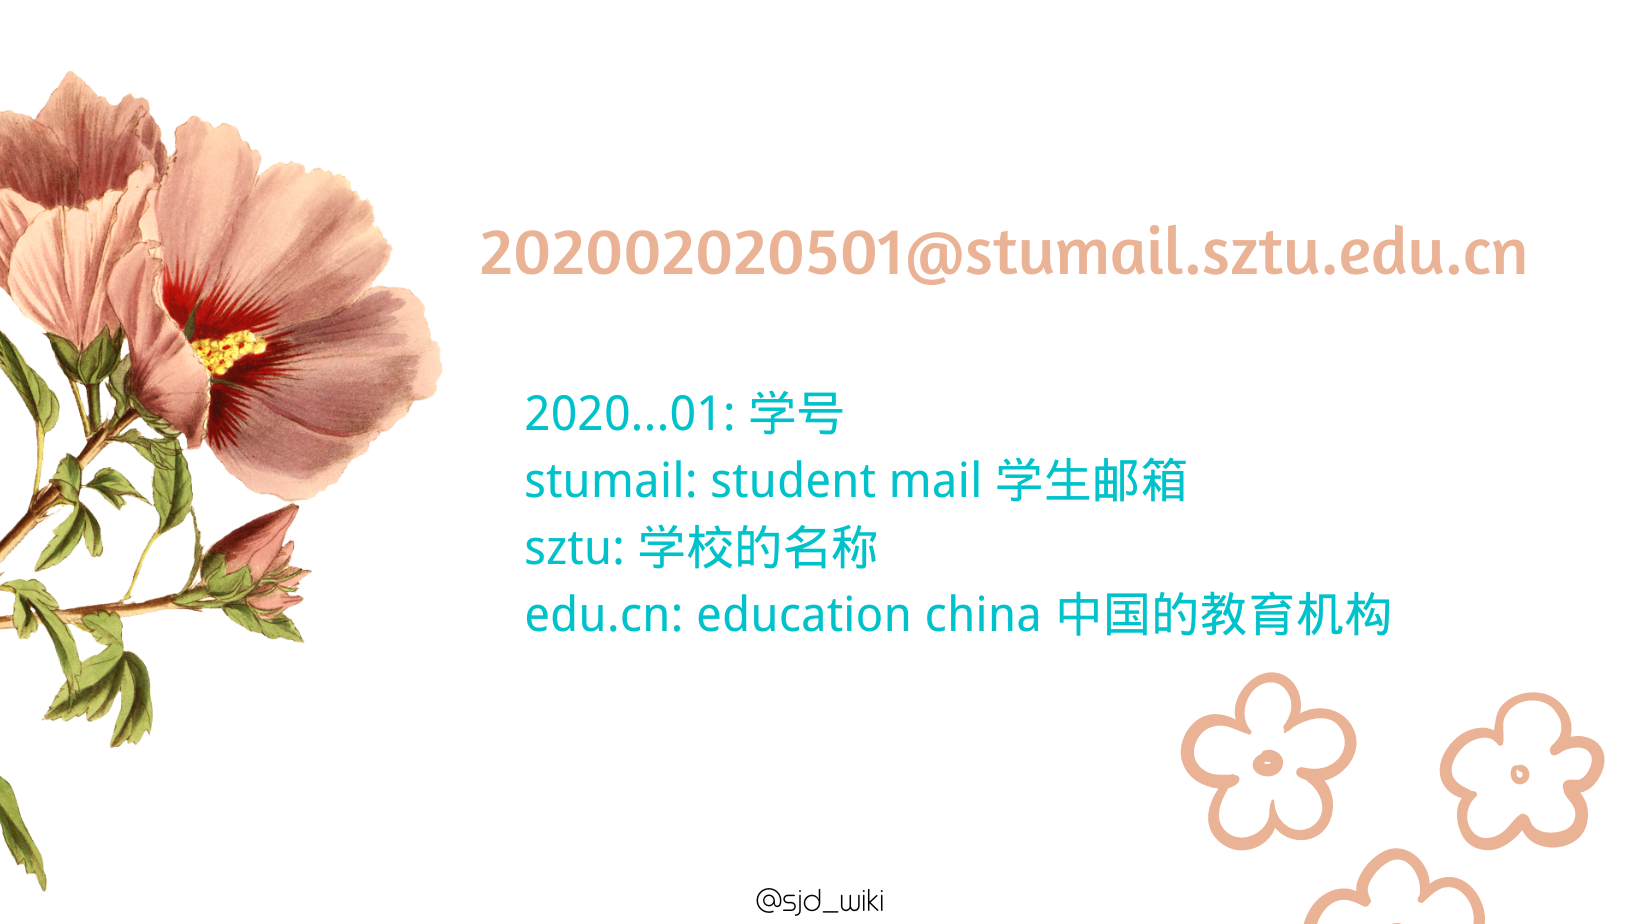 202002020501@stumail.sztu.edu.cn
2020...01: 学号
stumail: student mail 学生邮箱
sztu: 学校的名称
edu.cn: education china 中国的教育机构
@sjd_wiki